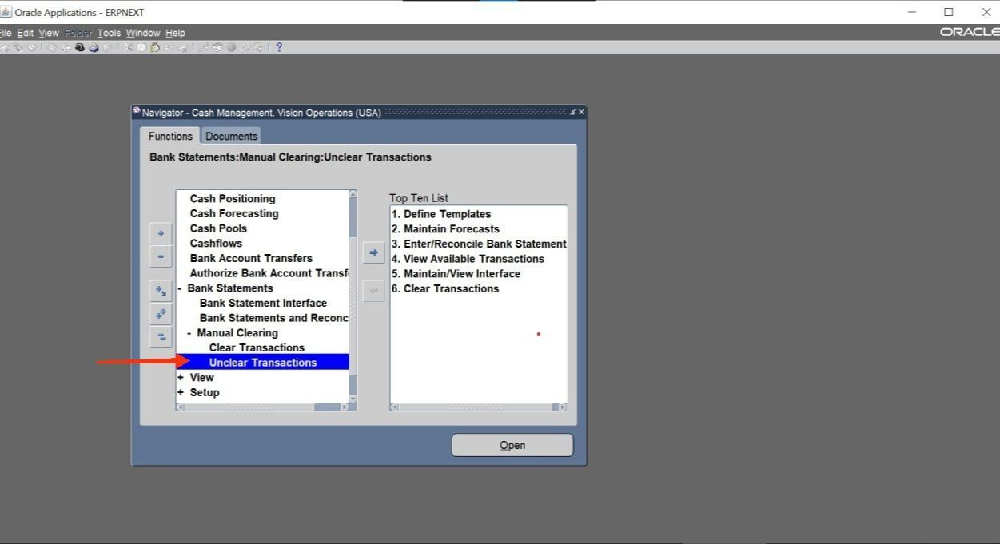 Oracle Applications - ERPNEXT
File Edit View Folder Tools Window Help
ORACLE
Navigator - Cash Management, Vision Operations (USA)
Functions Documents
Bank Statements:Manual Clearing:Unclear Transactions
Cash Positioning
Cash Forecasting
Cash Pools
Cashflows
Bank Account Transfers
Authorize Bank Account Transf
- Bank Statements
Bank Statement Interface
Bank Statements and Reconc
- Manual Clearing
Clear Transactions
Unclear Transactions
+ View
+ Setup
Top Ten List
1. Define Templates
2. Maintain Forecasts
3. Enter/Reconcile Bank Statement
4. View Available Transactions
5. Maintain/View Interface
6. Clear Transactions
Open